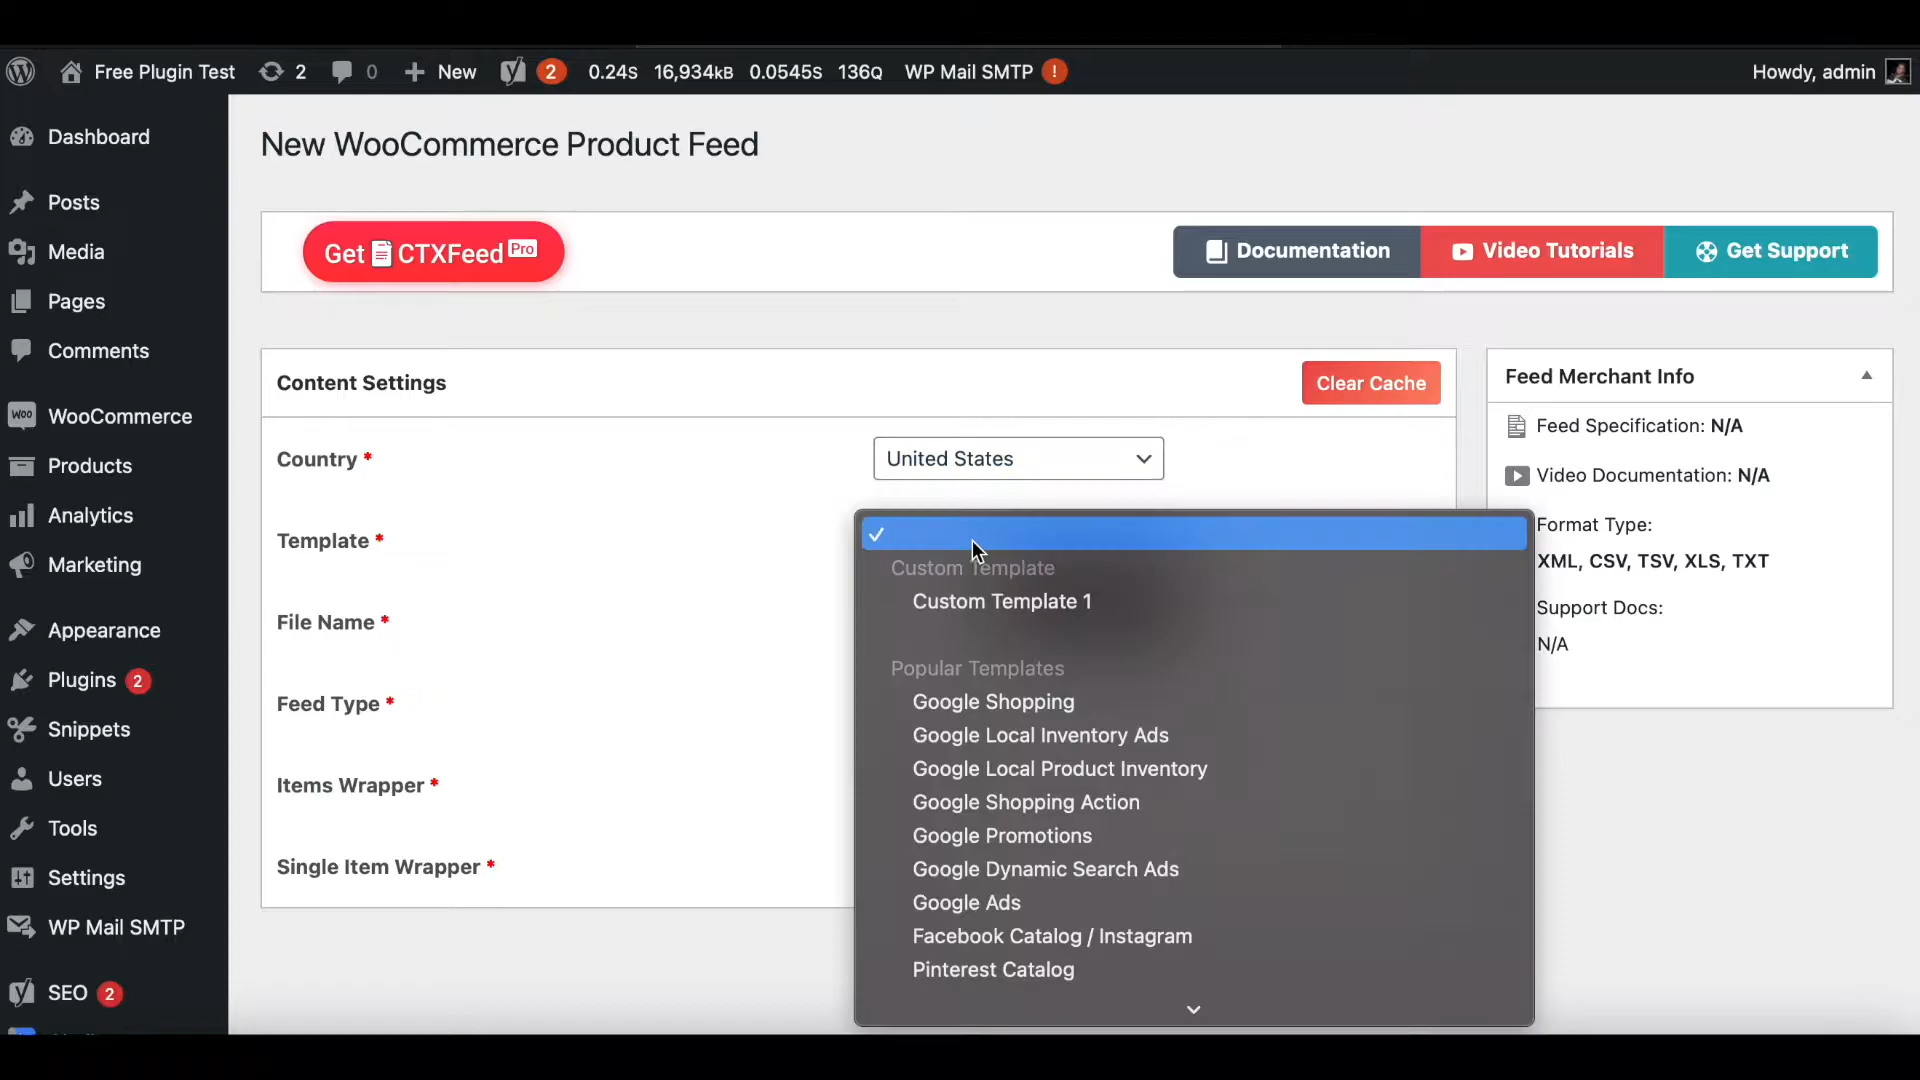 Free Plugin Test 2 0 New 2 0.24S 16,934KB 0.0545S 136Q WP Mail SMTP ! Howdy, admin
Dashboard
Posts
Media
Pages
Comments
WooCommerce
Products
Analytics
Marketing
Appearance
Plugins 2
Snippets
Users
Tools
Settings
WP Mail SMTP
SEO 2
New WooCommerce Product Feed
Get CTXFeed Pro
Documentation
Video Tutorials
Get Support
Content Settings
Clear Cache
Country *
United States
Template *
File Name *
Feed Type *
Items Wrapper *
Single Item Wrapper *
Custom Template
Custom Template 1
Popular Templates
Google Shopping
Google Local Inventory Ads
Google Local Product Inventory
Google Shopping Action
Google Promotions
Google Dynamic Search Ads
Google Ads
Facebook Catalog / Instagram
Pinterest Catalog
Feed Merchant Info
Feed Specification: N/A
Video Documentation: N/A
Format Type:
XML, CSV, TSV, XLS, TXT
Support Docs:
N/A